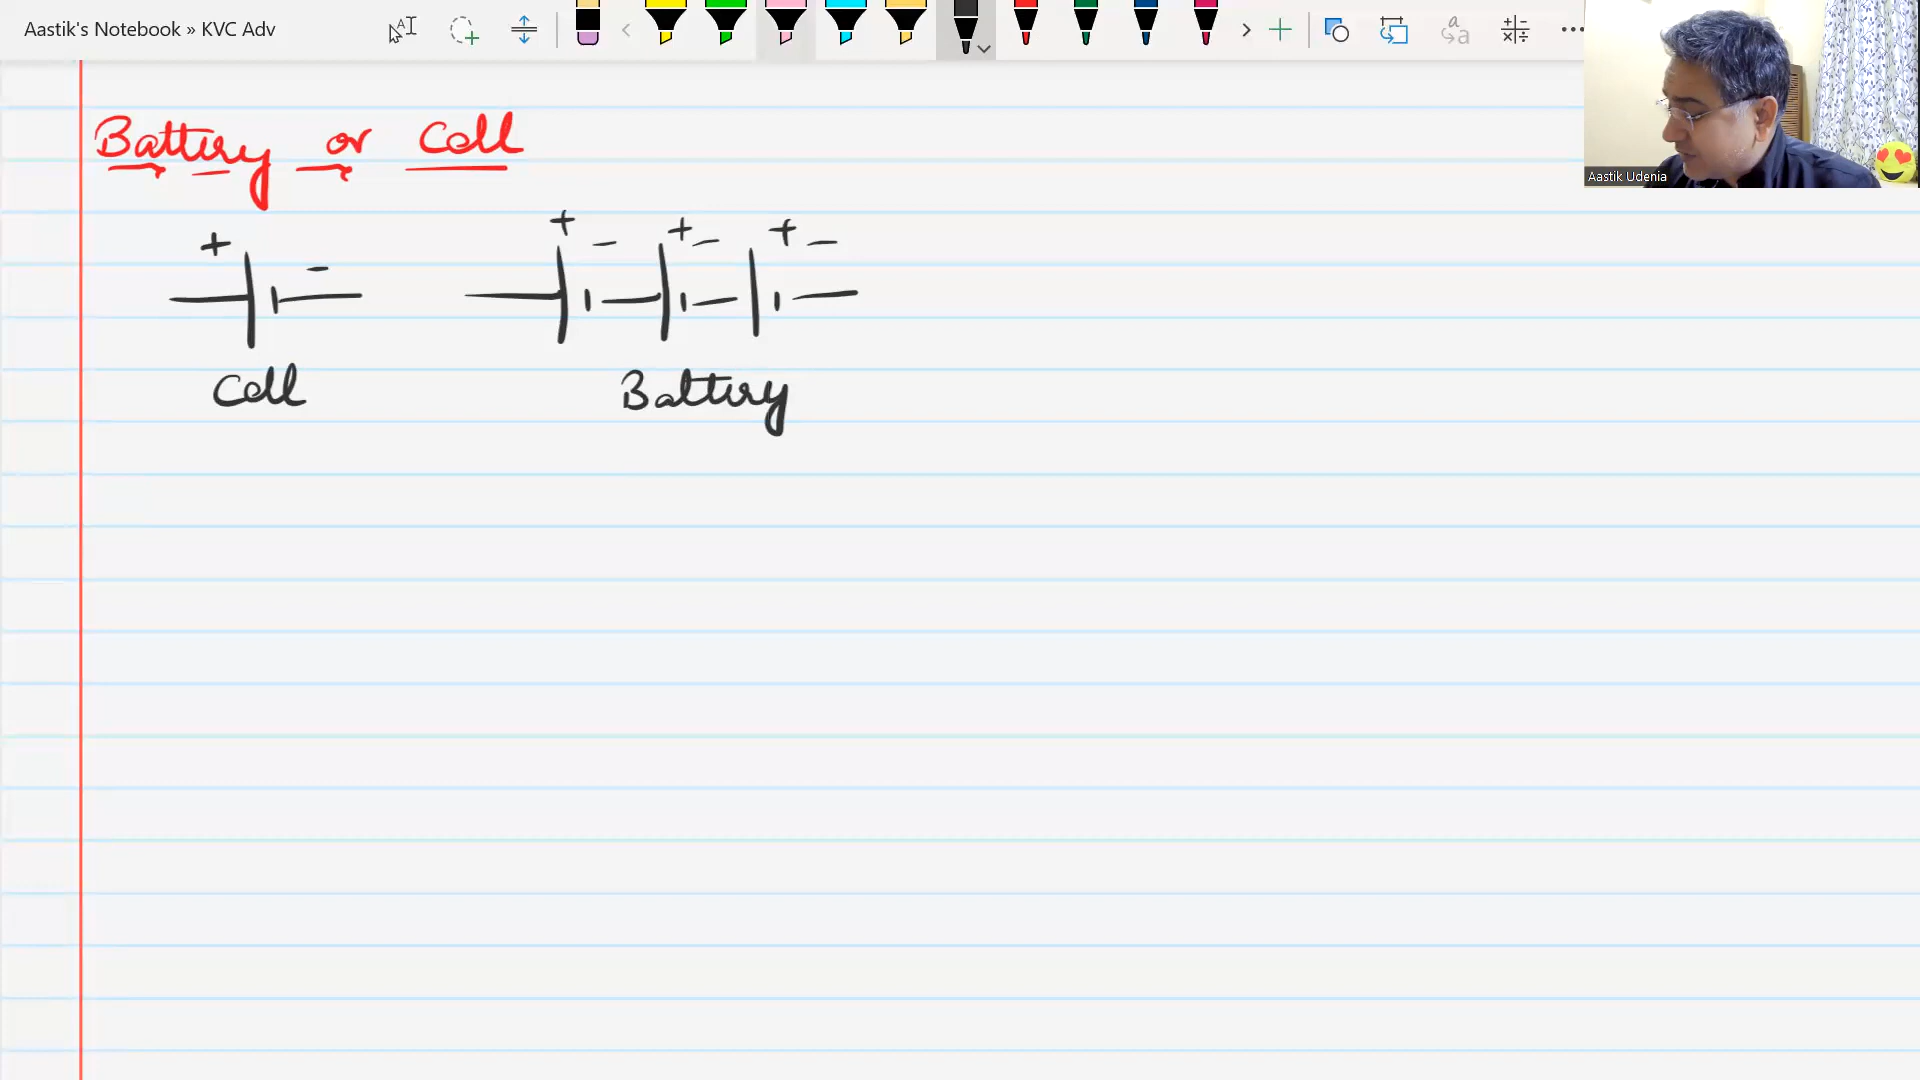 Aastik's Notebook » KVC Adv
Aastik Udenia
Battery or Cell
+ - + - + - + -
Cell Battery